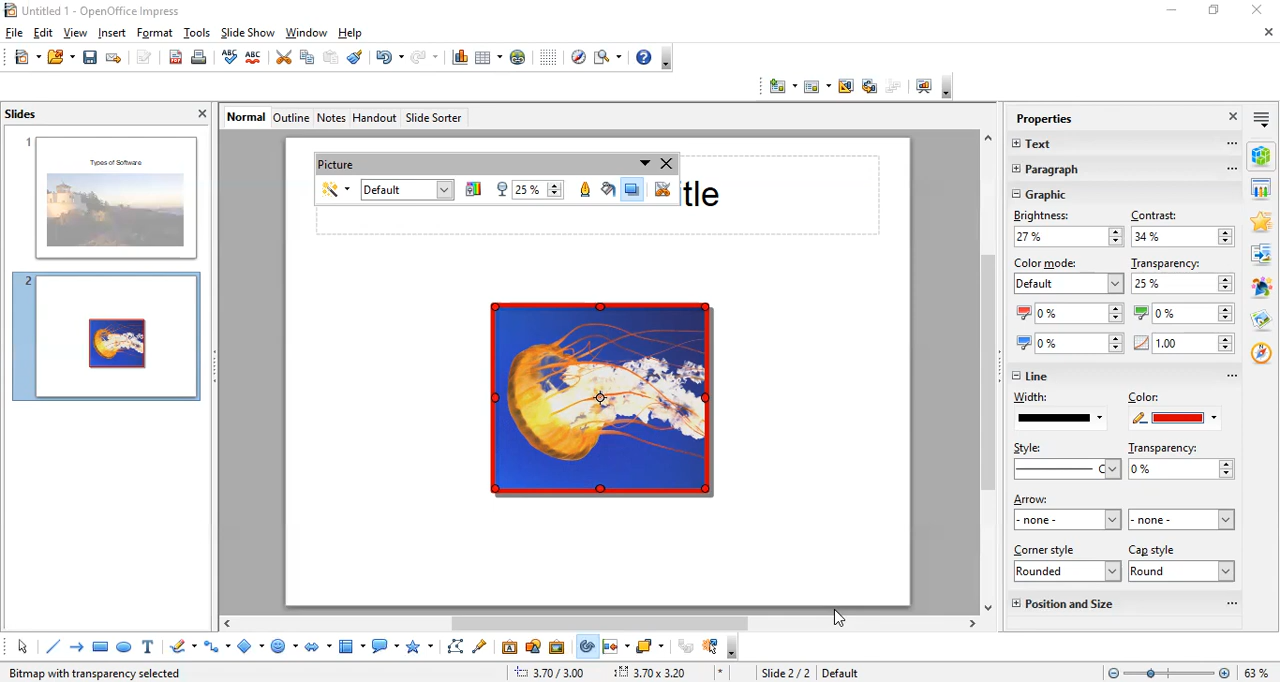 Untitled 1 - OpenOffice Impress
File Edit View Insert Format Tools Slide Show Window Help
Slides
Normal Outline Notes Handout Slide Sorter
Properties
1
Types of Software
2
Picture
Default 25 %
tle
Text
Paragraph
Graphic
Brightness: Contrast:
27 % 34 %
Color mode: Transparency:
Default 25 %
0 % 0 %
0 % 1.00
Line
Width: Color:
Style: Transparency:
0 %
Arrow:
- none - - none -
Corner style Cap style
Rounded Round
Position and Size
Bitmap with transparency selected 3.70 / 3.00 3.70 x 3.20 * Slide 2 / 2 Default 63 %